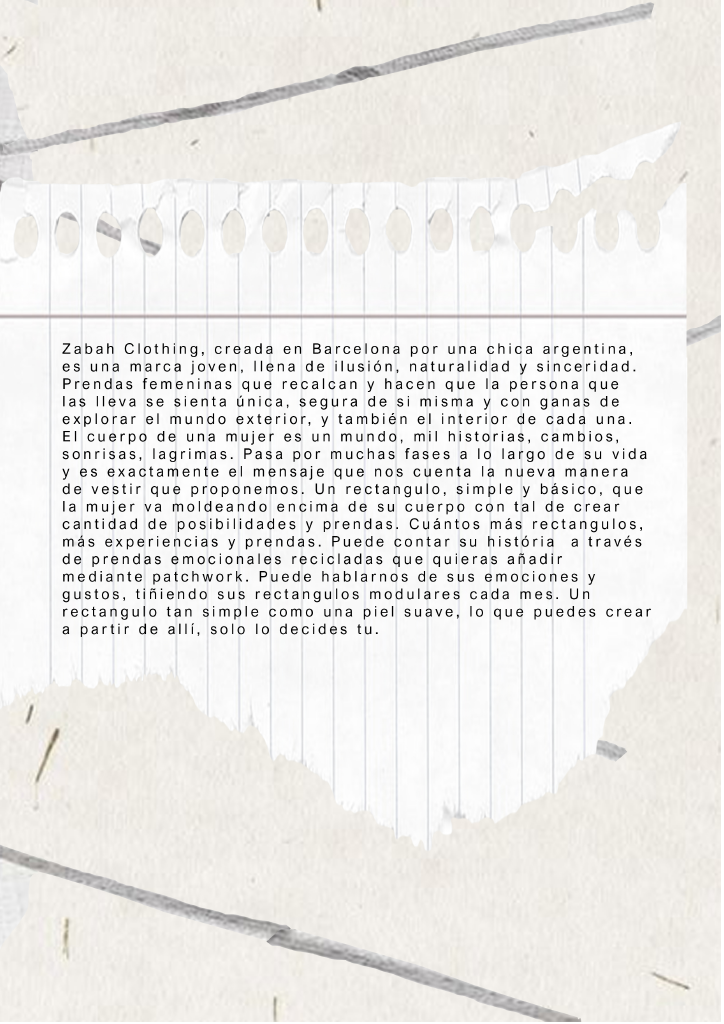 Zabah Clothing, creada en Barcelona por una chica argentina,
es una marca joven, llena de ilusión, naturalidad y sinceridad.
Prendas femeninas que recalcan y hacen que la persona que
las lleva se sienta única, segura de si misma y con ganas de
explorar el mundo exterior, y también el interior de cada una.
El cuerpo de una mujer es un mundo, mil historias, cambios,
sonrisas, lagrimas. Pasa por muchas fases a lo largo de su vida
y es exactamente el mensaje que nos cuenta la nueva manera
de vestir que proponemos. Un rectangulo, simple y básico, que
la mujer va moldeando encima de su cuerpo con tal de crear
cantidad de posibilidades y prendas. Cuántos más rectangulos,
más experiencias y prendas. Puede contar su história  a través
de prendas emocionales recicladas que quieras añadir
mediante patchwork. Puede hablarnos de sus emociones y
gustos, tiñiendo sus rectangulos modulares cada mes. Un
rectangulo tan simple como una piel suave, lo que puedes crear
a partir de allí, solo lo decides tu.